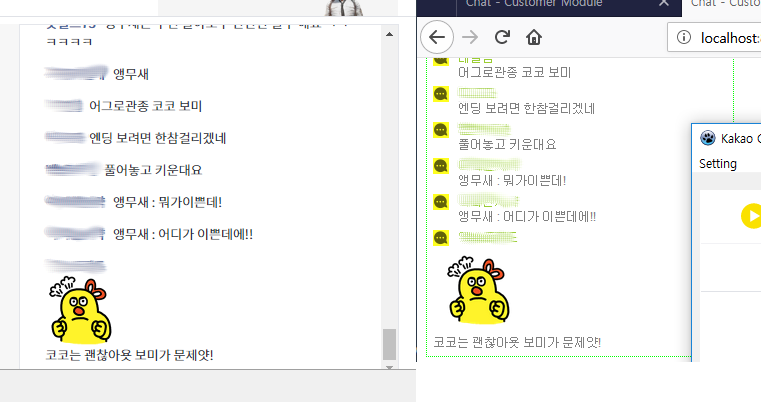 ㅋㅋㅋㅋ
앵무새
어그로관종 코코 보미
엔딩 보려면 한참걸리겠네
풀어놓고 키운대요
앵무새 : 뭐가이쁜데!
앵무새 : 어디가 이쁜데에!!
코코는 괜찮아욧 보미가 문제얏!
Chat - Customer Module
Chat - Custo
localhost:
어그로관종 코코 보미
엔딩 보려면 한참걸리겠네
풀어놓고 키운대요
앵무새 : 뭐가이쁜데!
앵무새 : 어디가 이쁜데에!!
코코는 괜찮아욧 보미가 문제얏!
Kakao
Setting